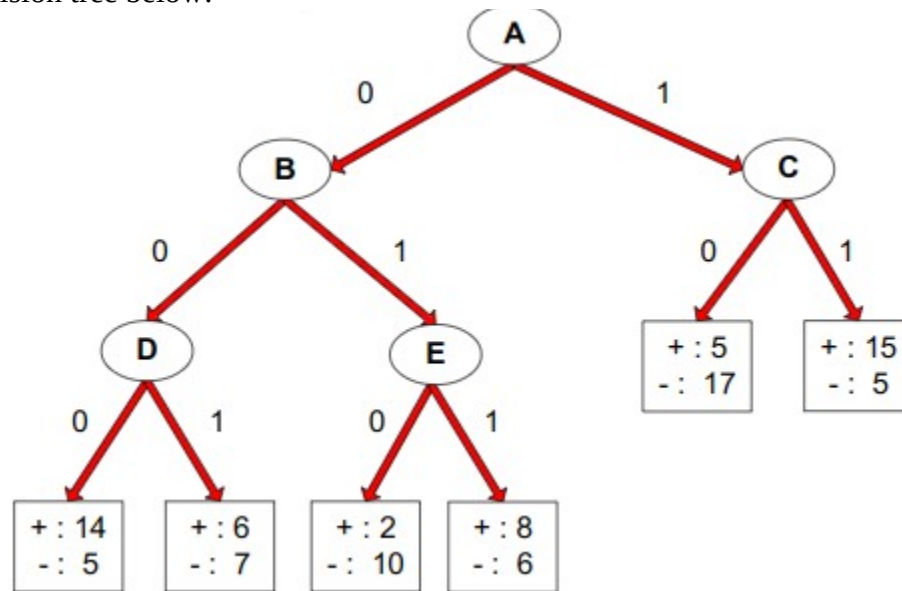 ision tree below.
A
0
1
B
C
0
1
0
1
D
E
+ : 5
- : 17
+ : 15
- : 5
0
1
0
1
+ : 14
- : 5
+ : 6
- : 7
+ : 2
- : 10
+ : 8
- : 6